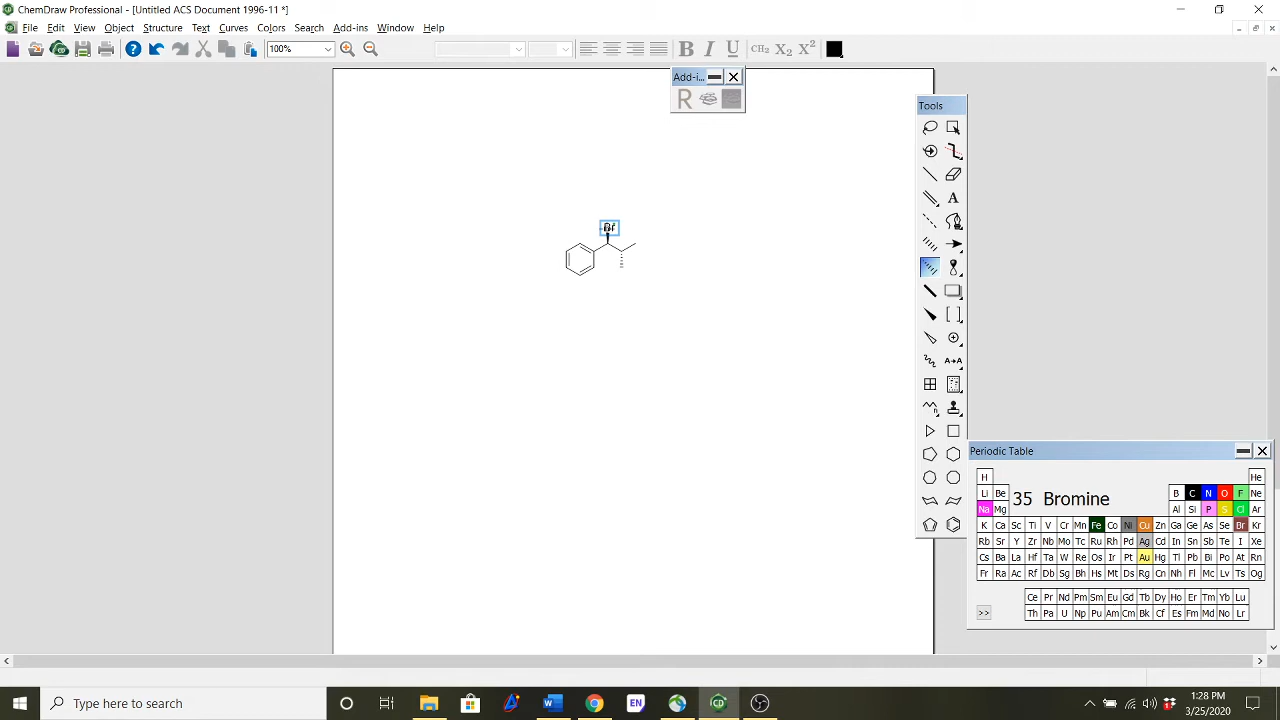 ChemDraw Professional - [Untitled ACS Document 1996-11 *]
File Edit View Object Structure Text Curves Colors Search Add-ins Window Help
100% B I U CH2 X2 X2
Add-i...
R
Tools
A
A→A
n
Br
Periodic Table
35 Bromine
H He
Li Be B C N O F Ne
Na Mg Al Si P S Cl Ar
K Ca Sc Ti V Cr Mn Fe Co Ni Cu Zn Ga Ge As Se Br Kr
Rb Sr Y Zr Nb Mo Tc Ru Rh Pd Ag Cd In Sn Sb Te I Xe
Cs Ba La Hf Ta W Re Os Ir Pt Au Hg Tl Pb Bi Po At Rn
Fr Ra Ac Rf Db Sg Bh Hs Mt Ds Rg Cn Nh Fl Mc Lv Ts Og
Ce Pr Nd Pm Sm Eu Gd Tb Dy Ho Er Tm Yb Lu
>> Th Pa U Np Pu Am Cm Bk Cf Es Fm Md No Lr
Type here to search
EN
CD
1:28 PM
3/25/2020